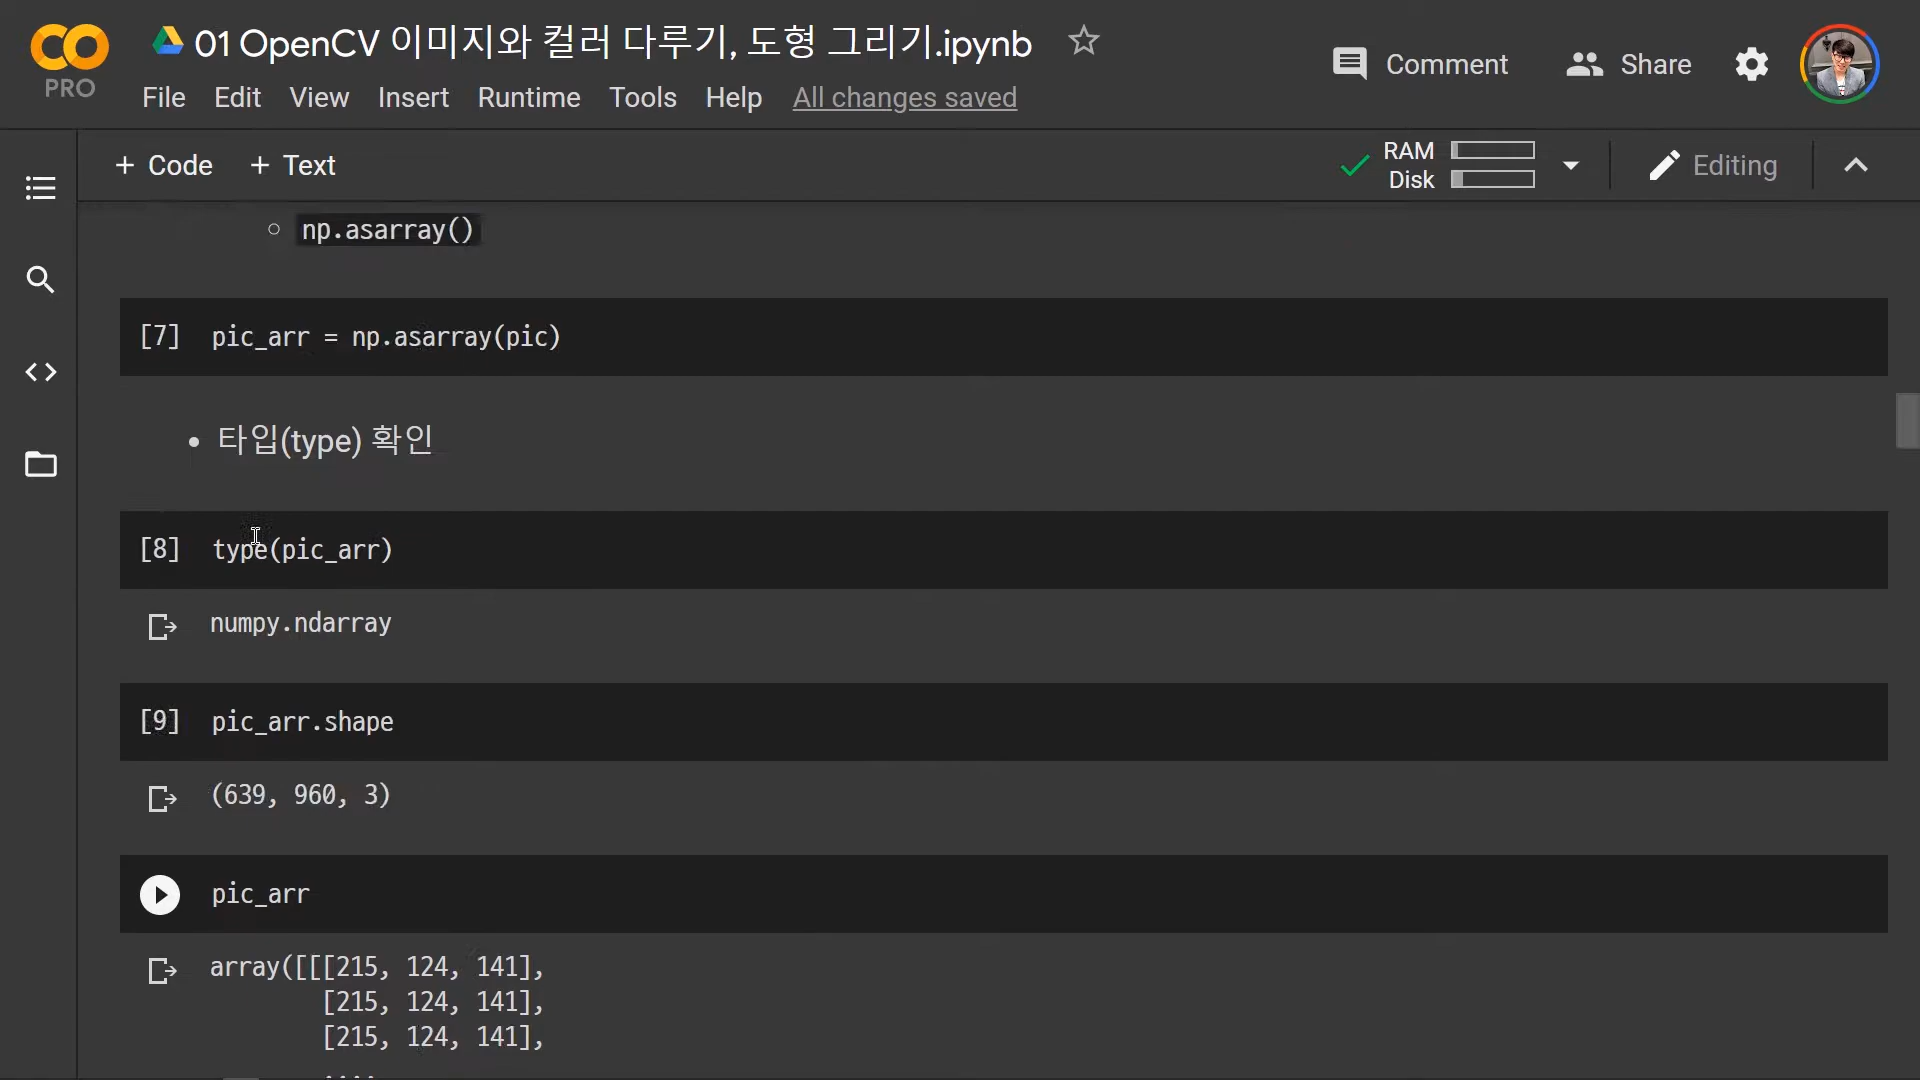 01 OpenCV 이미지와 컬러 다루기, 도형 그리기.ipynb
PRO
File Edit View Insert Runtime Tools Help All changes saved
Comment
Share
+ Code + Text
RAM
Disk
Editing
np.asarray()
[7] pic_arr = np.asarray(pic)
타입(type) 확인
[8] type(pic_arr)
numpy.ndarray
[9] pic_arr.shape
(639, 960, 3)
pic_arr
array([[[215, 124, 141],
[215, 124, 141],
[215, 124, 141],
...,